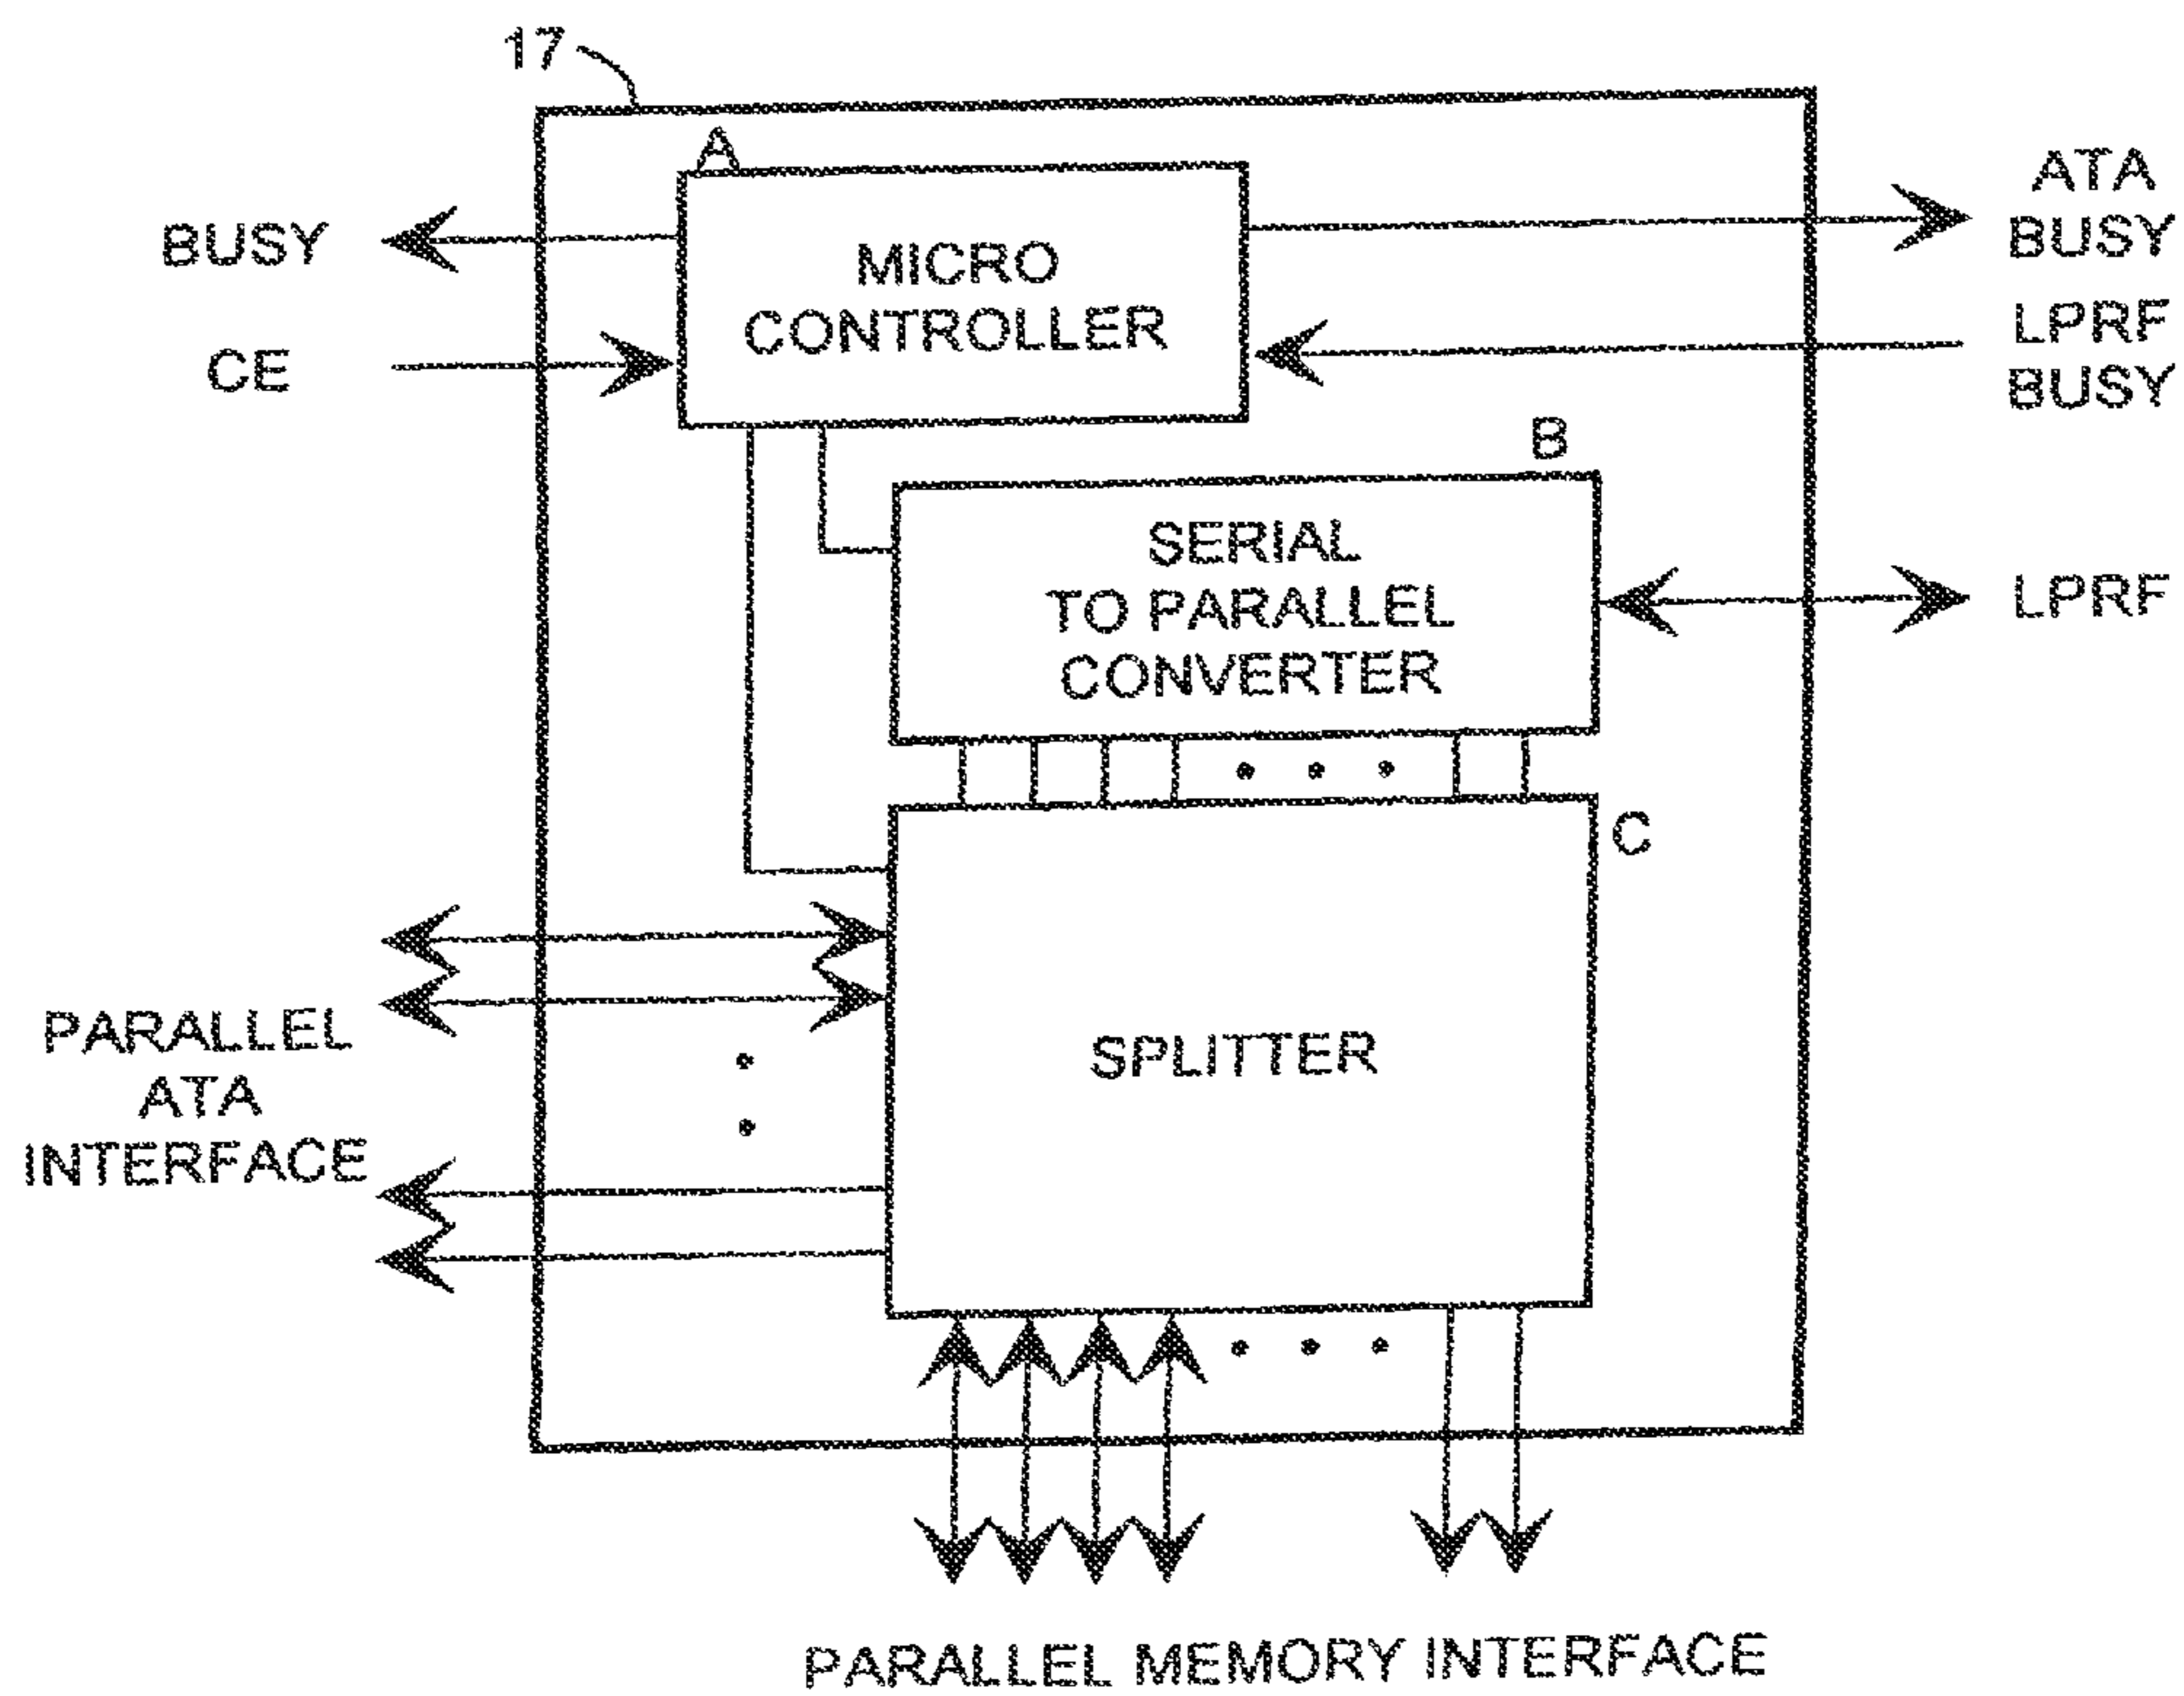 17
A
BUSY
CE
MICRO
CONTROLLER
ATA
BUSY
LPRF
BUSY
B
SERIAL
TO PARALLEL
CONVERTER
LPRF
C
SPLITTER
PARALLEL
ATA
INTERFACE
PARALLEL MEMORY INTERFACE